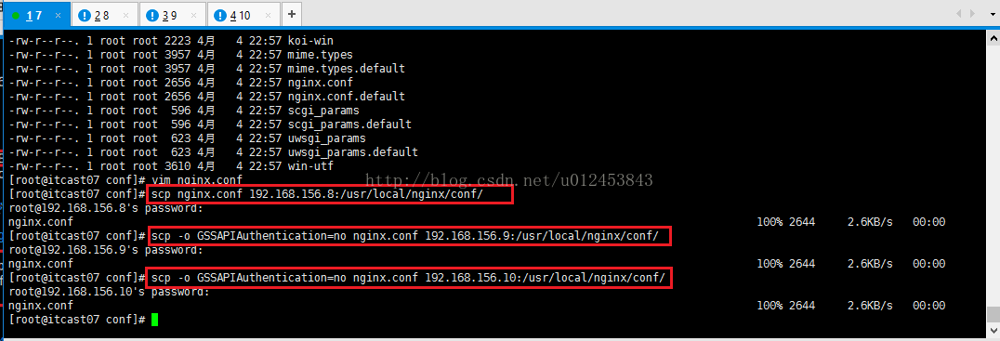 1 7 × 2 8 × 3 9 × 4 10 × +
-rw-r--r--. 1 root root 2223 4月   4 22:57 koi-win
-rw-r--r--. 1 root root 3957 4月   4 22:57 mime.types
-rw-r--r--. 1 root root 3957 4月   4 22:57 mime.types.default
-rw-r--r--. 1 root root 2656 4月   4 22:57 nginx.conf
-rw-r--r--. 1 root root 2656 4月   4 22:57 nginx.conf.default
-rw-r--r--. 1 root root  596 4月   4 22:57 scgi_params
-rw-r--r--. 1 root root  596 4月   4 22:57 scgi_params.default
-rw-r--r--. 1 root root  623 4月   4 22:57 uwsgi_params
-rw-r--r--. 1 root root  623 4月   4 22:57 uwsgi_params.default
-rw-r--r--. 1 root root 3610 4月   4 22:57 win-utf
[root@itcast07 conf]# vim nginx.conf
http://blog.csdn.net/u012453843
[root@itcast07 conf]# scp nginx.conf 192.168.156.8:/usr/local/nginx/conf/
root@192.168.156.8's password:
nginx.conf 100% 2644 2.6KB/s 00:00
[root@itcast07 conf]# scp -o GSSAPIAuthentication=no nginx.conf 192.168.156.9:/usr/local/nginx/conf/
root@192.168.156.9's password:
nginx.conf 100% 2644 2.6KB/s 00:00
[root@itcast07 conf]# scp -o GSSAPIAuthentication=no nginx.conf 192.168.156.10:/usr/local/nginx/conf/
root@192.168.156.10's password:
nginx.conf 100% 2644 2.6KB/s 00:00
[root@itcast07 conf]#